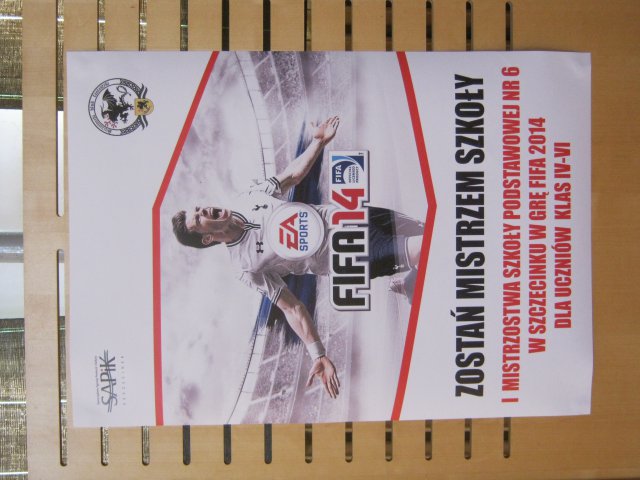 SAPiK
SZCZECINEK
EA
SPORTS
FIFA 14
FIFA
ZOSTAŃ MISTRZEM SZKOŁY
I MISTRZOSTWA SZKOŁY PODSTAWOWEJ NR 6
W SZCZECINKU W GRĘ FIFA 2014
DLA UCZNIÓW KLAS IV-VI